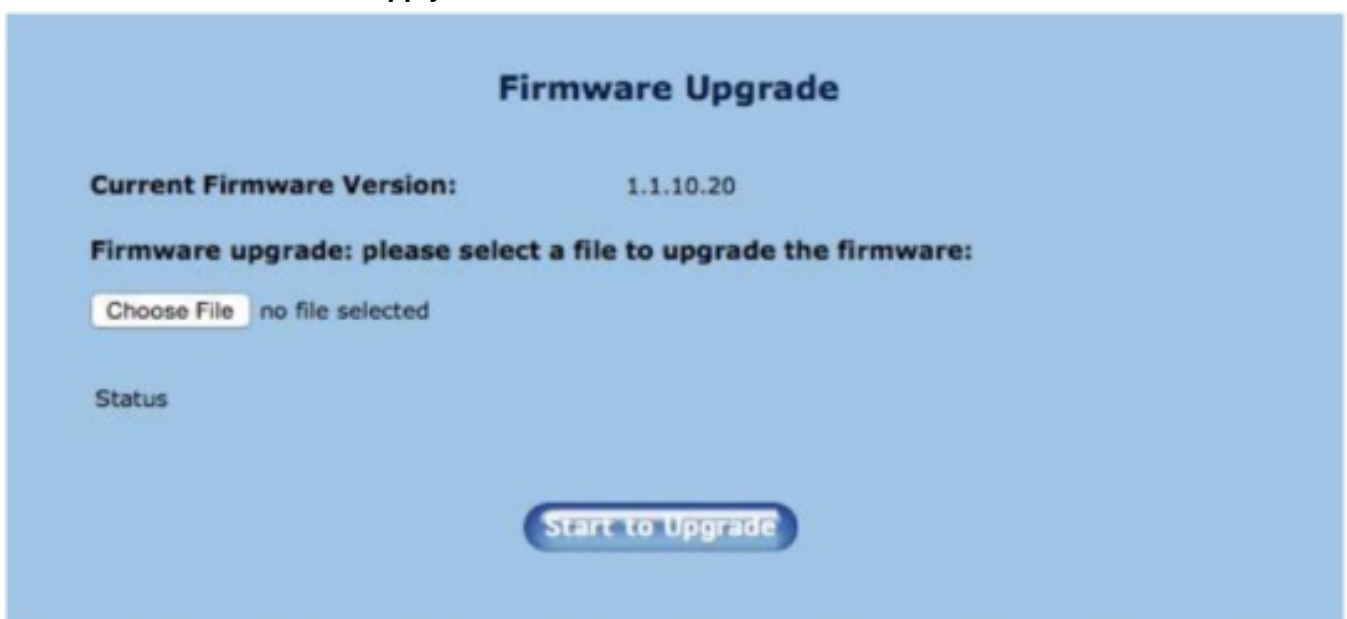 Firmware Upgrade
Current Firmware Version: 1.1.10.20
Firmware upgrade: please select a file to upgrade the firmware:
Choose File no file selected
Status
Start to Upgrade